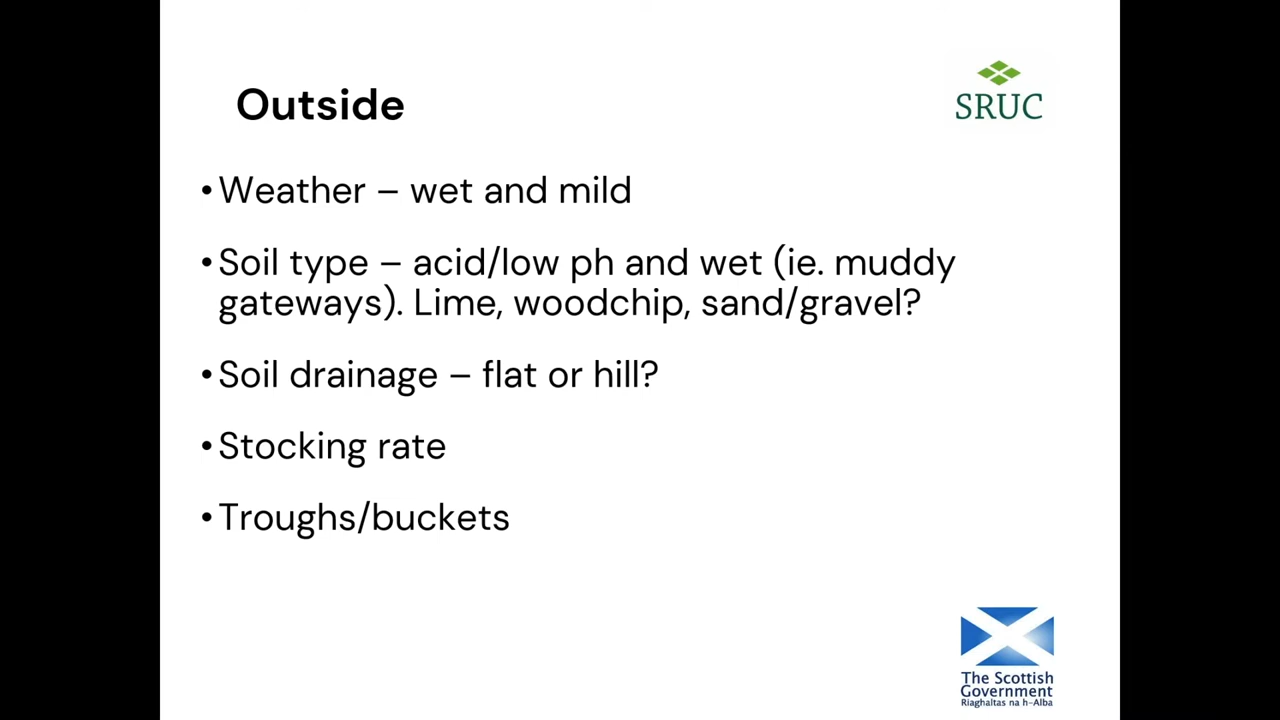 Outside
SRUC
•Weather – wet and mild
•Soil type – acid/low ph and wet (ie. muddy
gateways). Lime, woodchip, sand/gravel?
•Soil drainage – flat or hill?
•Stocking rate
•Troughs/buckets
The Scottish
Government
Riaghaltas na h-Alba